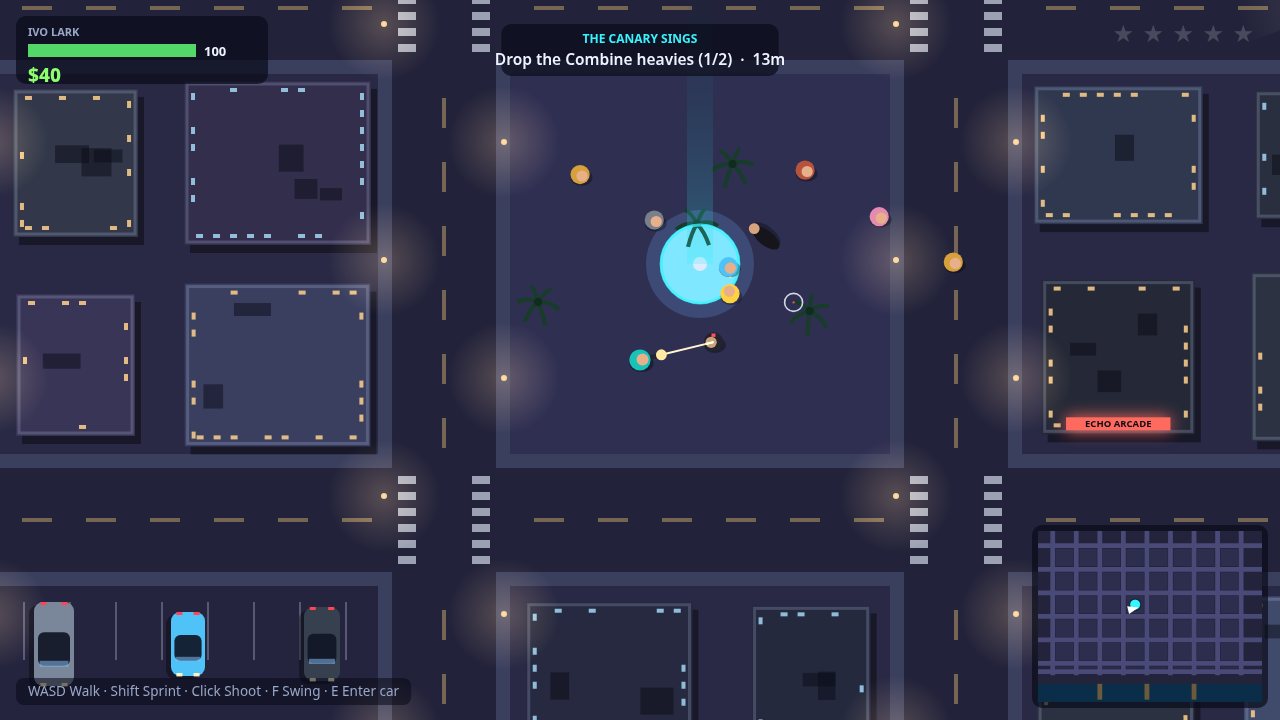 IVO LARK
100
$40
THE CANARY SINGS
Drop the Combine heavies (1/2) · 13m
ECHO ARCADE
WASD Walk · Shift Sprint · Click Shoot · F Swing · E Enter car